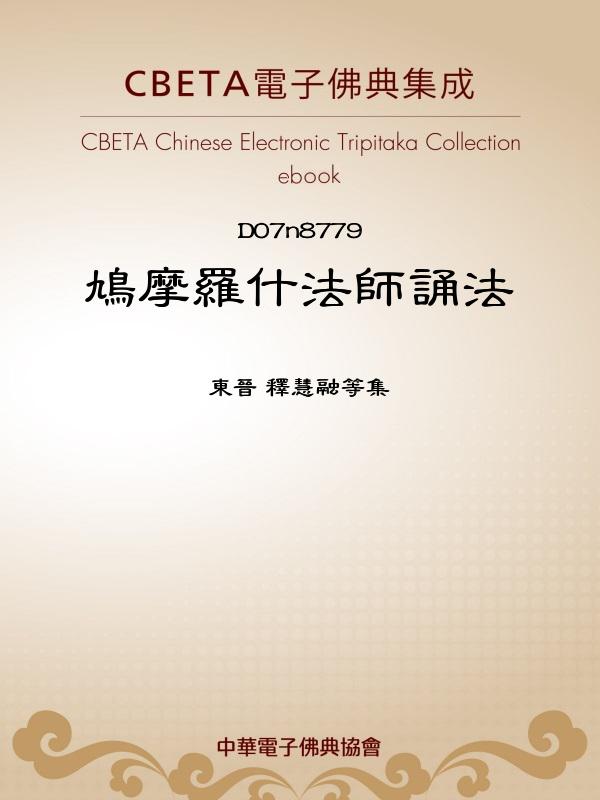 CBETA電子佛典集成
CBETA Chinese Electronic Tripitaka Collection
ebook
D07n8779
鳩摩羅什法師誦法
東晉 釋慧融等集
中華電子佛典協會